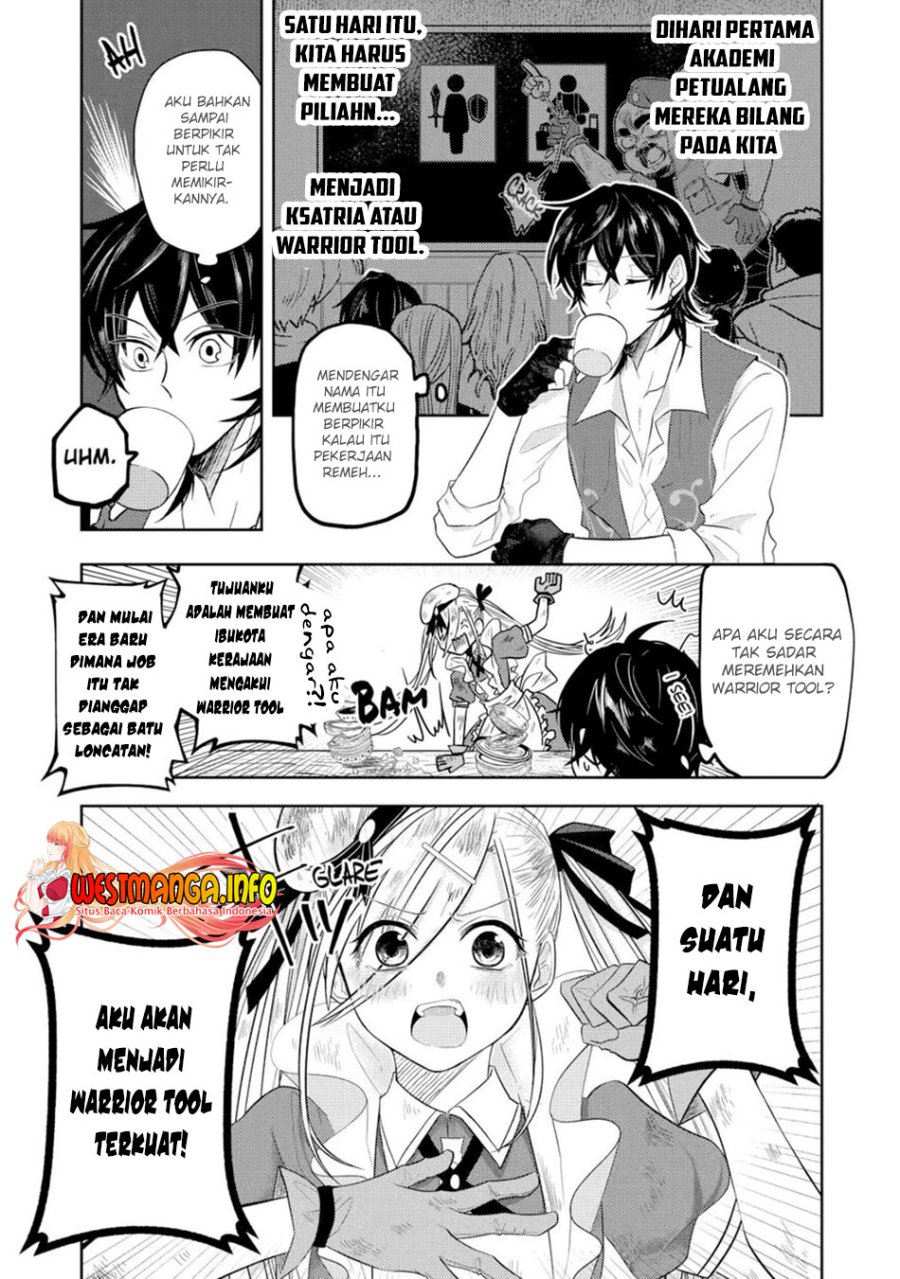 DIHARI PERTAMA
AKADEMI
PETUALANG
MEREKA BILANG
PADA KITA
SATU HARI ITU,
KITA HARUS
MEMBUAT
PILIAHN...
MENJADI
KSATRIA ATAU
WARRIOR TOOL.
MENDENGAR
NAMA ITU
MEMBUATKU
BERPIKIR
KALAU ITU
PEKERJAAN
REMEH...
AH
AKU BAHKAN
SAMPAI
BERPIKIR
UNTUK TAK
PERLU
MEMIKIR-
KANNYA.
UHM.
APA AKU SECARA
TAK SADAR
MEREMEHKAN
WARRIOR TOOL?
I SEE!
BAM
apa aku
dengar?!
TUJUANKU
ADALAH MEMBUAT
IBUKOTA
KERAJAAN
MENGAKUI
WARRIOR TOOL
DAN MULAI
ERA BARU
DIMANA JOB
ITU TAK
DIANGGAP
SEBAGAI BATU
LONCATAN!
DAN
SUATU
HARI,
GLARE
WESTMANGA.INFO
Situs Baca Komik Berbahasa Indonesia
AKU AKAN
MENJADI
WARRIOR TOOL
TERKUAT!